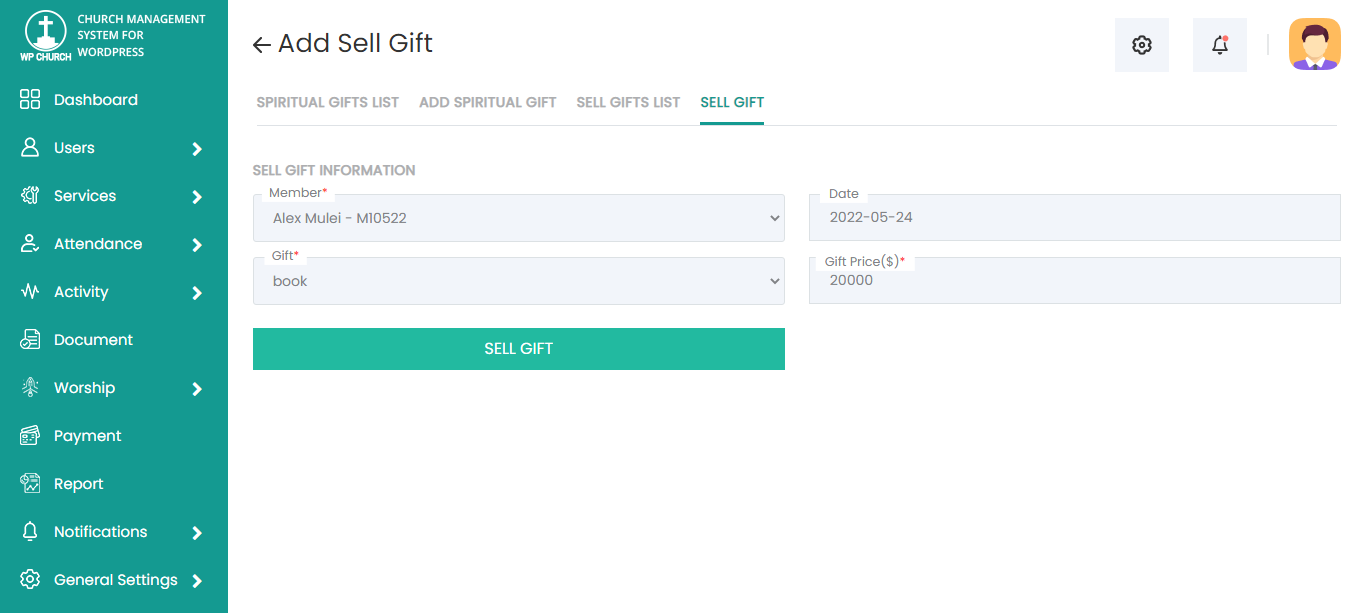 CHURCH MANAGEMENT
SYSTEM FOR
WORDPRESS
WP CHURCH
Dashboard
Users
Services
Attendance
Activity
Document
Worship
Payment
Report
Notifications
General Settings
Add Sell Gift
SPIRITUAL GIFTS LIST ADD SPIRITUAL GIFT SELL GIFTS LIST SELL GIFT
SELL GIFT INFORMATION
Member*
Alex Mulei - M10522
Date
2022-05-24
Gift*
book
Gift Price($)*
20000
SELL GIFT